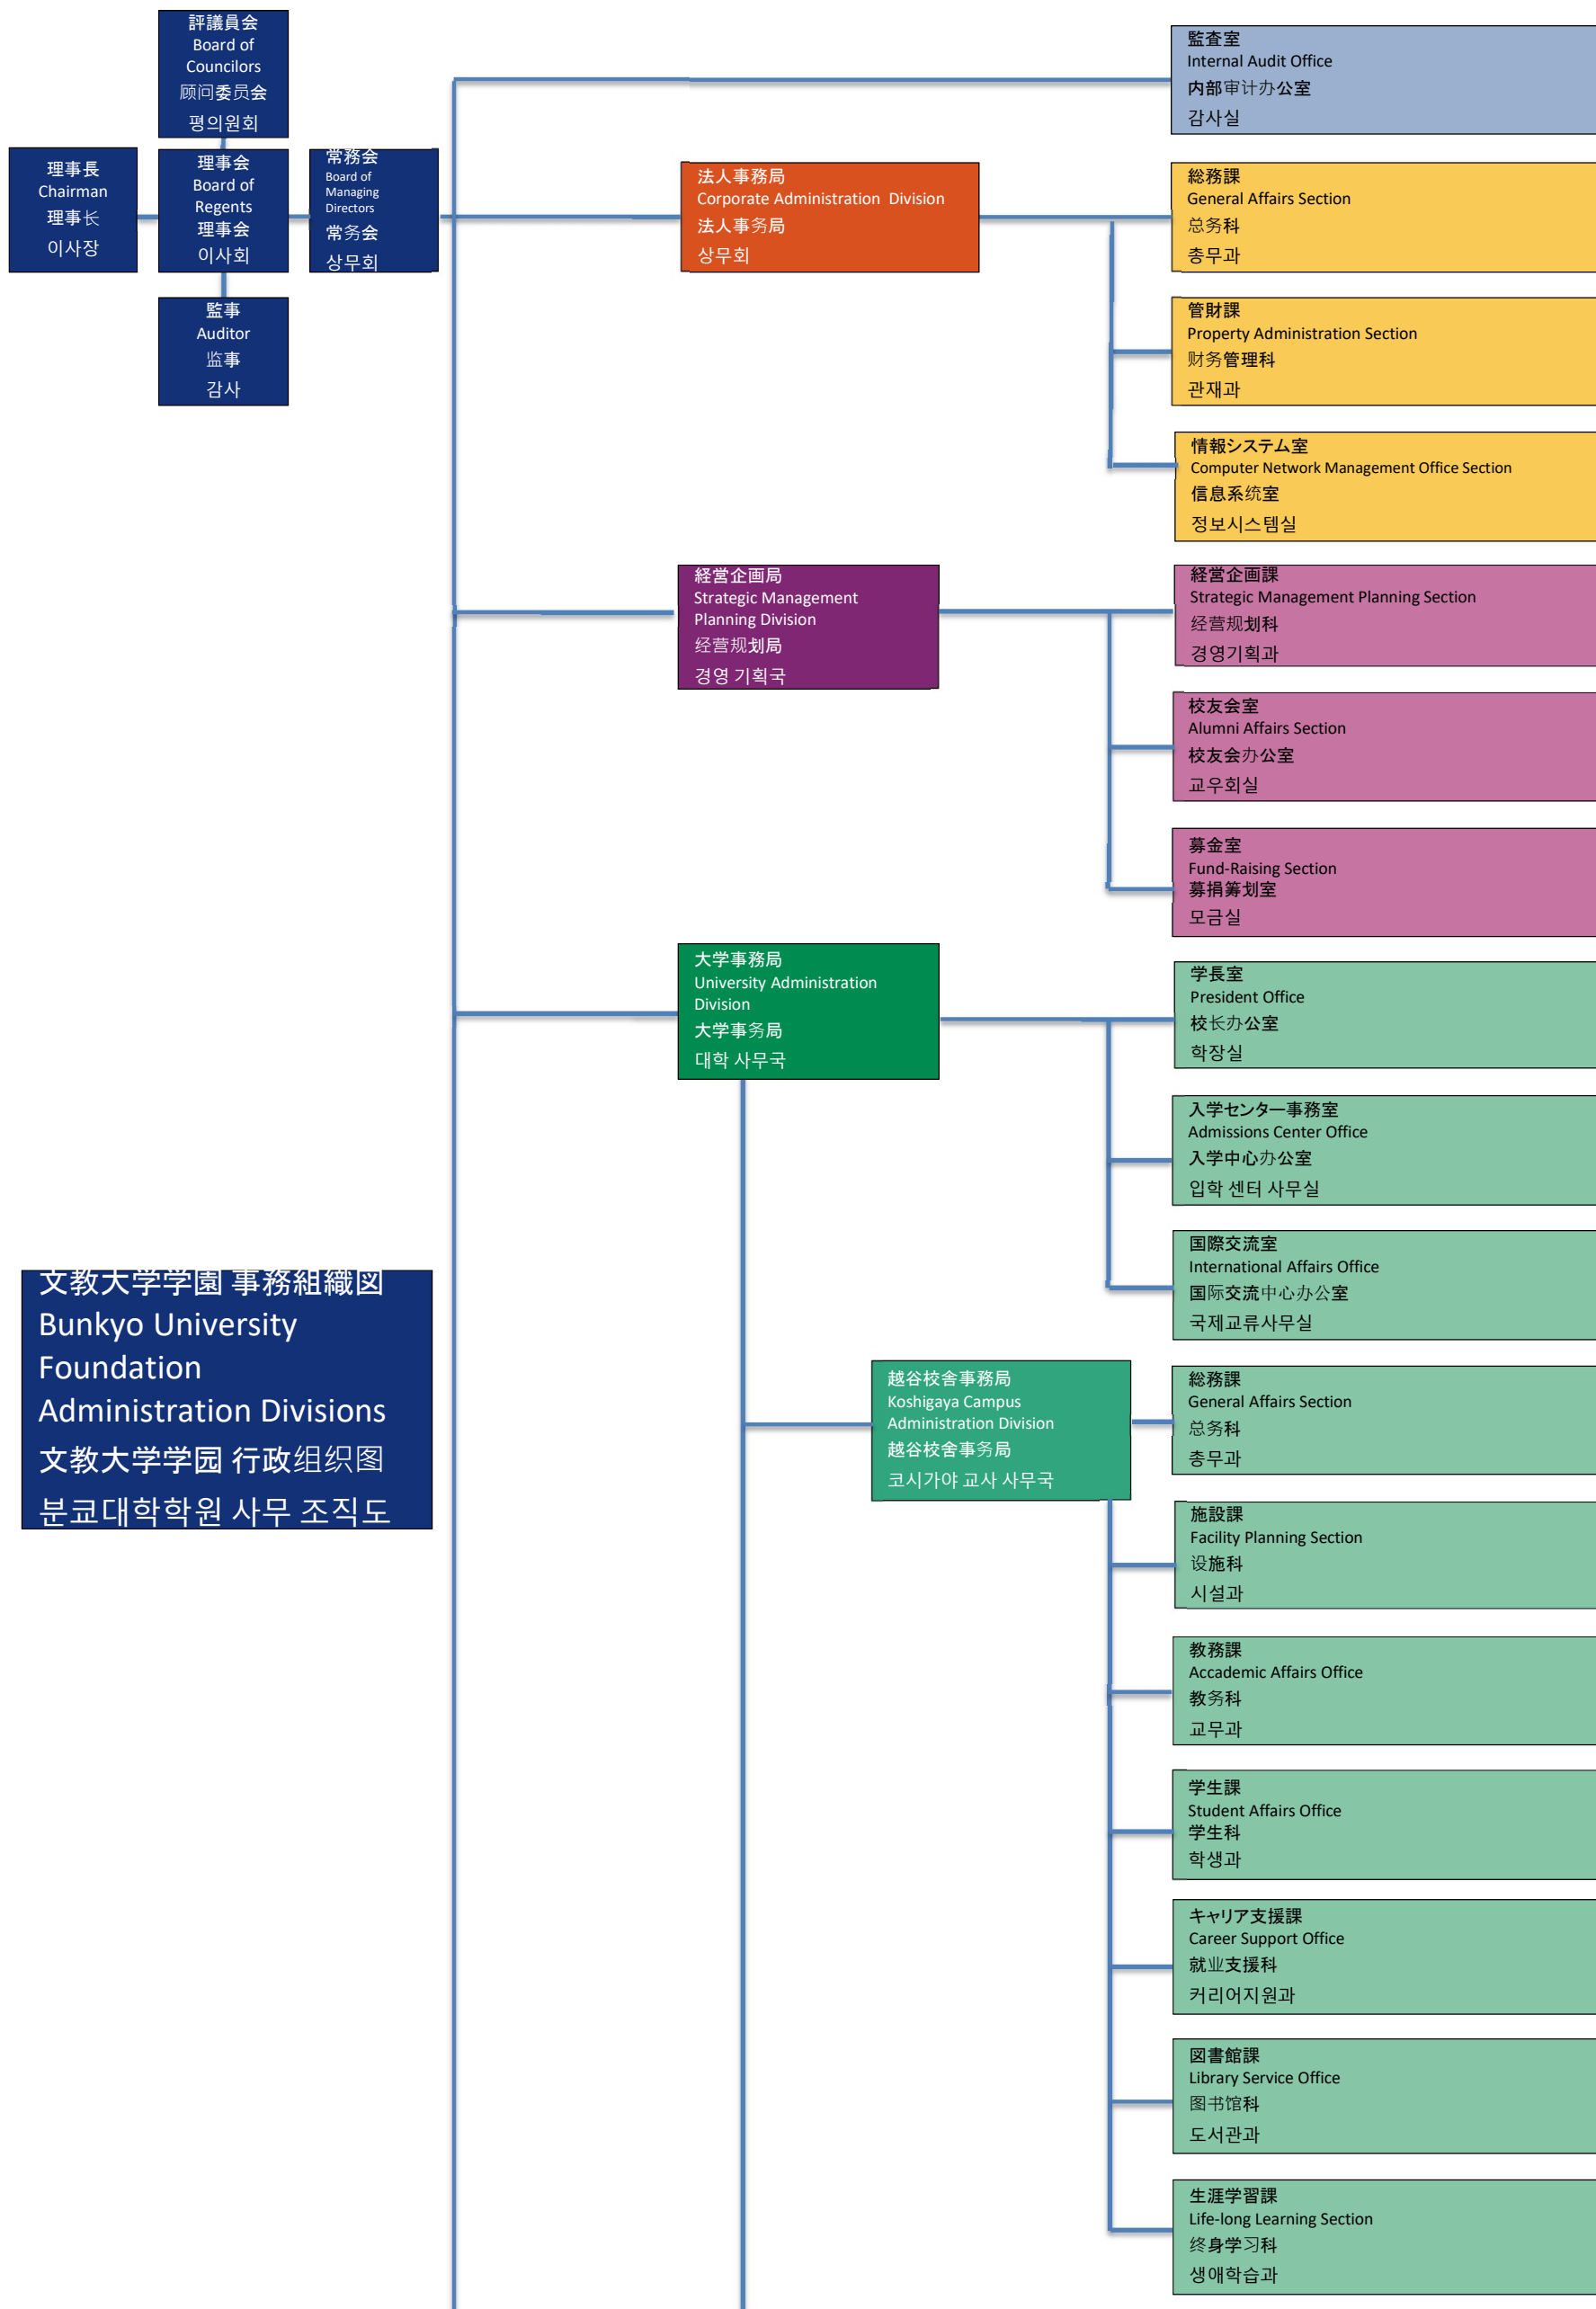 評議員会
Board of
Councilors
顾问委员会
평의원회
理事長
Chairman
理事长
이사장
理事会
Board of
Regents
理事会
이사회
常務会
Board of
Managing
Directors
常务会
상무회
監事
Auditor
监事
감사
監査室
Internal Audit Office
内部审计办公室
감사실
法人事務局
Corporate Administration Division
法人事务局
상무회
総務課
General Affairs Section
总务科
총무과
管財課
Property Administration Section
财务管理科
관재과
情報システム室
Computer Network Management Office Section
信息系统室
정보시스템실
経営企画局
Strategic Management
Planning Division
经营规划局
경영 기획국
経営企画課
Strategic Management Planning Section
经营规划科
경영기획과
校友会室
Alumni Affairs Section
校友会办公室
교우회실
募金室
Fund-Raising Section
募捐筹划室
모금실
大学事務局
University Administration
Division
大学事务局
대학 사무국
学長室
President Office
校长办公室
학장실
入学センター事務室
Admissions Center Office
入学中心办公室
입학 센터 사무실
国際交流室
International Affairs Office
国际交流中心办公室
국제교류사무실
文教大学学園 事務組織図
Bunkyo University
Foundation
Administration Divisions
文教大学学园 行政组织图
분쿄대학학원 사무 조직도
越谷校舎事務局
Koshigaya Campus
Administration Division
越谷校舍事务局
코시가야 교사 사무국
総務課
General Affairs Section
总务科
총무과
施設課
Facility Planning Section
设施科
시설과
教務課
Accademic Affairs Office
教务科
교무과
学生課
Student Affairs Office
学生科
학생과
キャリア支援課
Career Support Office
就业支援科
커리어지원과
図書館課
Library Service Office
图书馆科
도서관과
生涯学習課
Life-long Learning Section
终身学习科
생애학습과